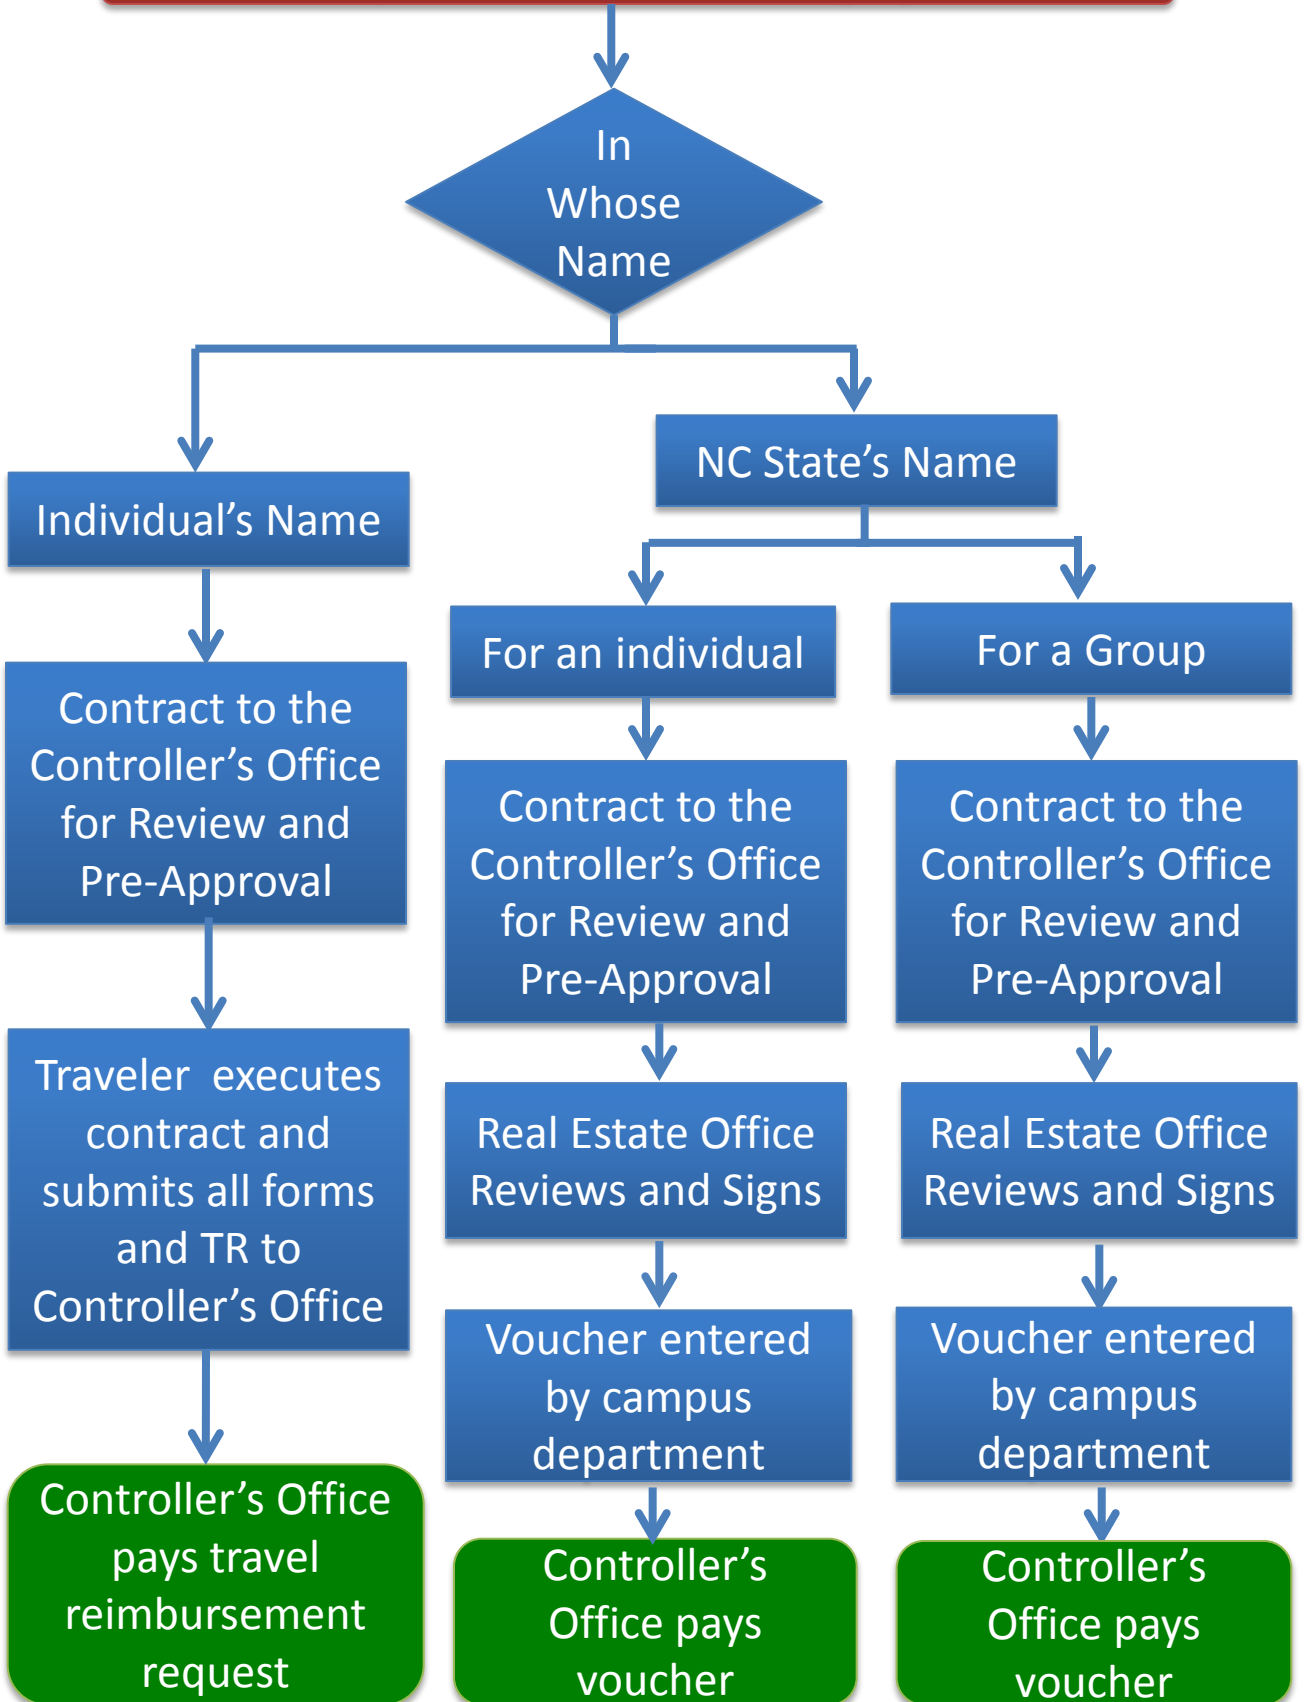 In
Whose
Name
NC State’s Name
Individual’s Name
For an individual
For a Group
Contract to the
Controller’s Office
for Review and
Pre-Approval
Traveler executes
contract and
submits all forms
and TR to
Controller’s Office
Controller’s Office
pays travel
reimbursement
request
Contract to the
Controller’s Office
for Review and
Pre-Approval
Real Estate Office
Reviews and Signs
Voucher entered
by campus
department
Controller’s
Office pays
voucher
Contract to the
Controller’s Office
for Review and
Pre-Approval
Real Estate Office
Reviews and Signs
Voucher entered
by campus
department
Controller’s
Office pays
voucher